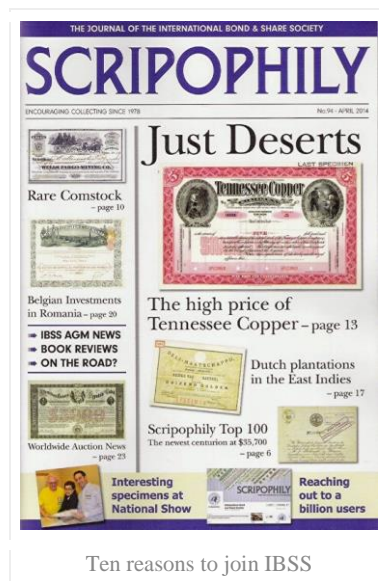 THE JOURNAL OF THE INTERNATIONAL BOND & SHARE SOCIETY
SCRIPOPHILY
ENCOURAGING COLLECTING SINCE 1978
No.94 - APRIL 2014
Just Deserts
LAST SPECIMEN
Tennessee Copper
COMPANY
Rare Comstock
– page 10
Belgian Investments
in Romania – page 20
IBSS AGM NEWS
BOOK REVIEWS
ON THE ROAD?
Worldwide Auction News
– page 23
The high price of
Tennessee Copper – page 13
Dutch plantations
in the East Indies
– page 17
Scripophily Top 100
The newest centurion at $35,700
– page 6
Interesting
specimens at
National Show
SCRIPOPHILY
Reaching
out to a
billion users
Ten reasons to join IBSS